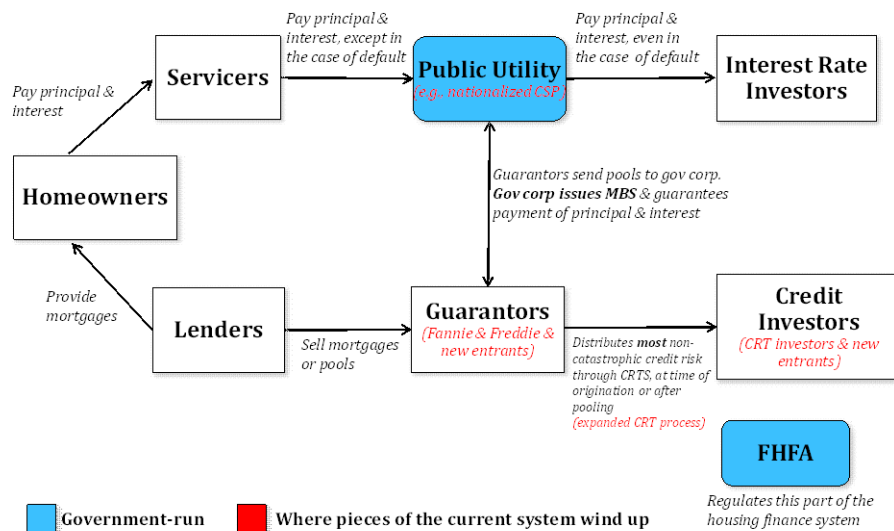 Pay principal &
interest, except in
the case of default
Pay principal &
interest, even in
the case of default
Servicers
Public Utility
(e.g.. nationalized CSP)
Interest Rate
Investors
Pay principal &
interest
Homeowners
Guarantors send pools to gov corp.
Gov corp issues MBS & guarantees
payment of principal & interest
Provide
mortgages
Lenders
Sell mortgages
or pools
Guarantors
(Fannie & Freddie &
new entrants)
Distributes most non-
catastrophic credit risk
through CRTS, at time of
origination or after
pooling
(expanded CRT process)
Credit
Investors
(CRT investors & new
entrants)
FHFA
Regulates this part of the
housing finance system
Government-run
Where pieces of the current system wind up